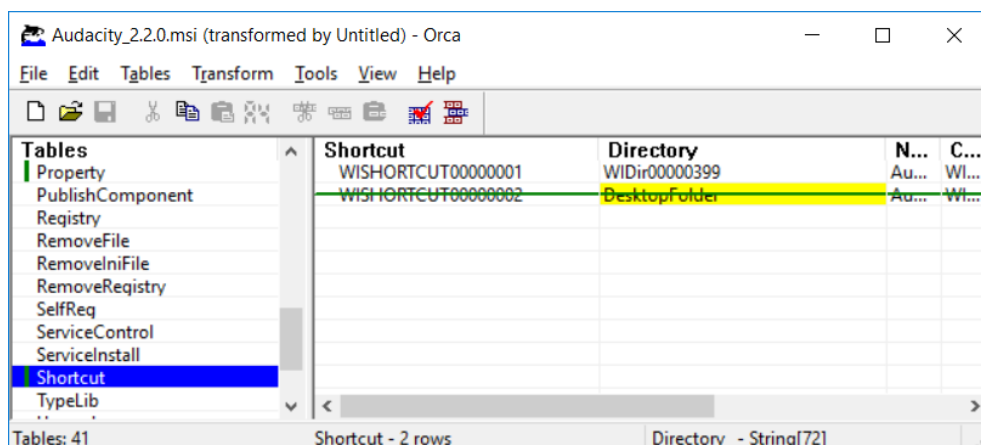 Audacity_2.2.0.msi (transformed by Untitled) - Orca
File Edit Tables Transform Tools View Help
Tables
Property
PublishComponent
Registry
RemoveFile
RemoveIniFile
RemoveRegistry
SelfReg
ServiceControl
ServiceInstall
Shortcut
TypeLib
Shortcut Directory N... C...
WISHORTCUT00000001 WIDir00000399 Au... WI...
WISHORTCUT00000002 DesktopFolder Au... WI...
Tables: 41 Shortcut - 2 rows Directory - String[72]